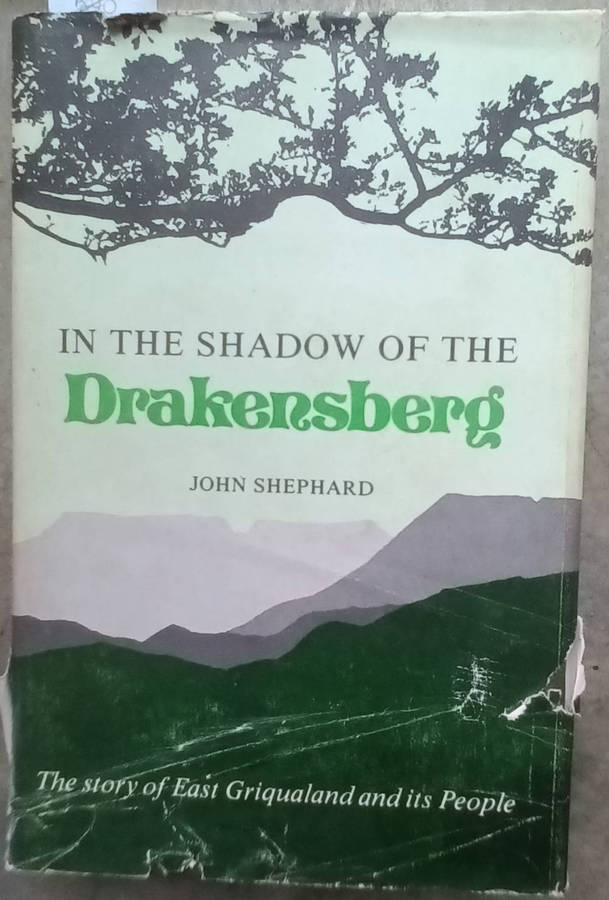 IN THE SHADOW OF THE
Drakensberg
JOHN SHEPHARD
The story of East Griqualand and its People